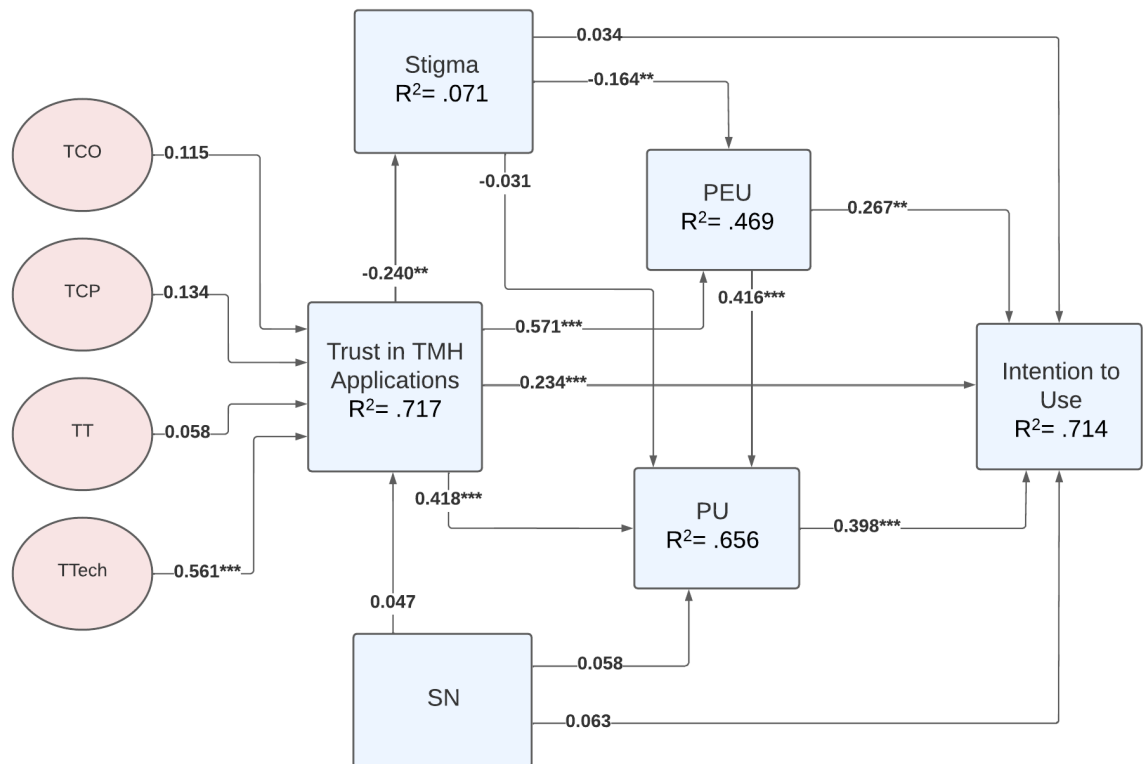 0.034
Stigma
R²= .071
-0.164**
TCO
0.115
-0.031
PEU
R²= .469
0.267**
-0.240**
TCP
0.134
0.416***
0.571***
Trust in TMH
Applications
R²= .717
0.234***
Intention to
Use
R²= .714
TT
0.058
0.418***
PU
R²= .656
0.398***
TTech
0.561***
0.047
0.058
SN
0.063